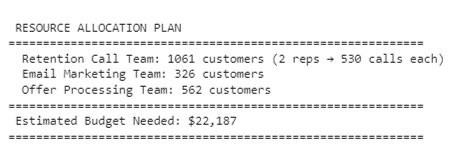 RESOURCE ALLOCATION PLAN
================================================================
Retention Call Team: 1061 customers (2 reps → 530 calls each)
Email Marketing Team: 326 customers
Offer Processing Team: 562 customers
================================================================
Estimated Budget Needed: $22,187
================================================================